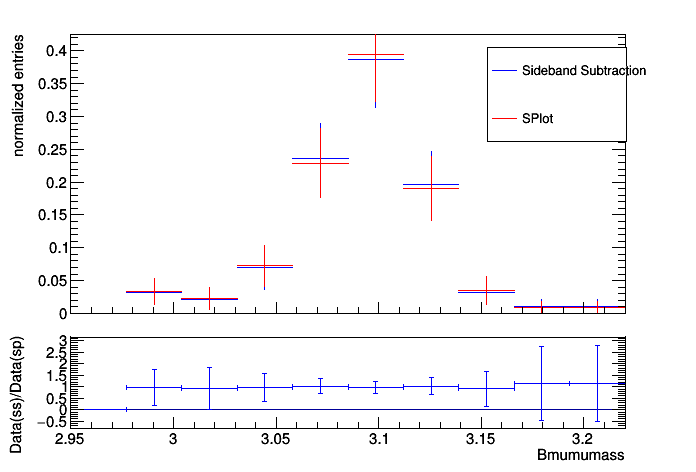 normalized entries
0.4
0.35
0.3
0.25
0.2
0.15
0.1
0.05
0
Sideband Subtraction
SPlot
Data(ss)/Data(sp)
3
2.5
2
1.5
1
0.5
0
−0.5
2.95 3 3.05 3.1 3.15 3.2
Bmumumass